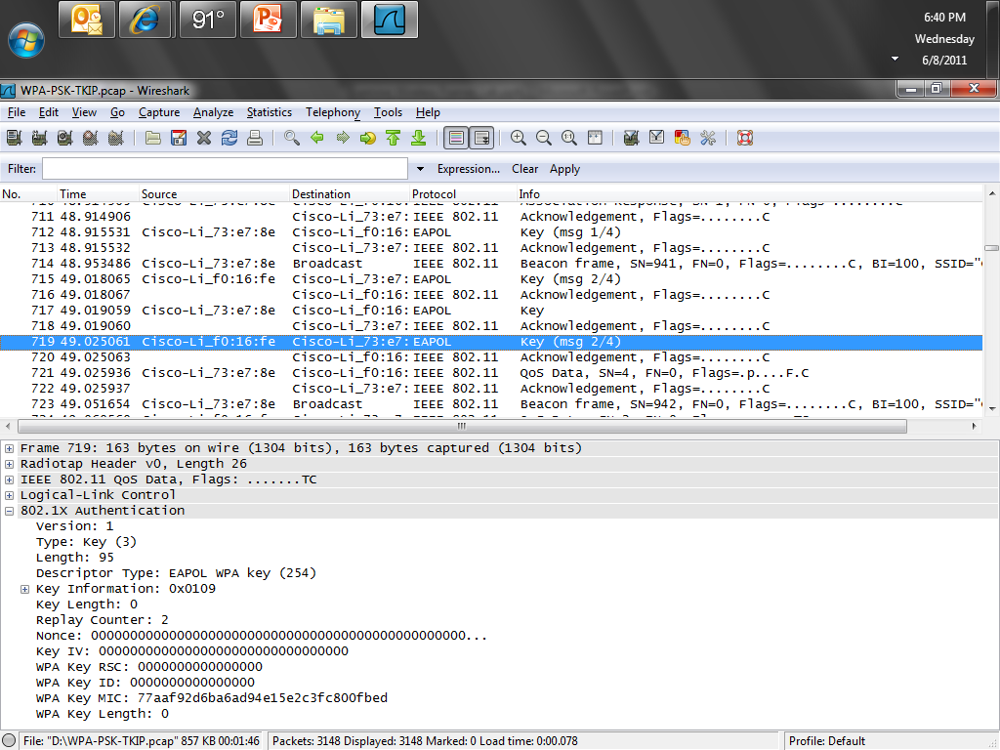 91°
6:40 PM
Wednesday
6/8/2011
WPA-PSK-TKIP.pcap - Wireshark
File Edit View Go Capture Analyze Statistics Telephony Tools Help
Filter: Expression... Clear Apply
No. Time Source Destination Protocol Info
711 48.914906 Cisco-Li_73:e7: IEEE 802.11 Acknowledgement, Flags=........C
712 48.915531 Cisco-Li_73:e7:8e Cisco-Li_f0:16: EAPOL Key (msg 1/4)
713 48.915532 Cisco-Li_73:e7: IEEE 802.11 Acknowledgement, Flags=........C
714 48.953486 Cisco-Li_73:e7:8e Broadcast IEEE 802.11 Beacon frame, SN=941, FN=0, Flags=........C, BI=100, SSID="
715 49.018065 Cisco-Li_f0:16:fe Cisco-Li_73:e7: EAPOL Key (msg 2/4)
716 49.018067 Cisco-Li_f0:16: IEEE 802.11 Acknowledgement, Flags=........C
717 49.019059 Cisco-Li_73:e7:8e Cisco-Li_f0:16: EAPOL Key
718 49.019060 Cisco-Li_73:e7: IEEE 802.11 Acknowledgement, Flags=........C
719 49.025061 Cisco-Li_f0:16:fe Cisco-Li_73:e7: EAPOL Key (msg 2/4)
720 49.025063 Cisco-Li_f0:16: IEEE 802.11 Acknowledgement, Flags=........C
721 49.025936 Cisco-Li_73:e7:8e Cisco-Li_f0:16: IEEE 802.11 QoS Data, SN=4, FN=0, Flags=.p....F.C
722 49.025937 Cisco-Li_73:e7: IEEE 802.11 Acknowledgement, Flags=........C
723 49.051654 Cisco-Li_73:e7:8e Broadcast IEEE 802.11 Beacon frame, SN=942, FN=0, Flags=........C, BI=100, SSID="
Frame 719: 163 bytes on wire (1304 bits), 163 bytes captured (1304 bits)
Radiotap Header v0, Length 26
IEEE 802.11 QoS Data, Flags: .......TC
Logical-Link Control
802.1X Authentication
Version: 1
Type: Key (3)
Length: 95
Descriptor Type: EAPOL WPA key (254)
Key Information: 0x0109
Key Length: 0
Replay Counter: 2
Nonce: 000000000000000000000000000000000000000000000000...
Key IV: 00000000000000000000000000000000
WPA Key RSC: 0000000000000000
WPA Key ID: 0000000000000000
WPA Key MIC: 77aaf92d6ba6ad94e15e2c3fc800fbed
WPA Key Length: 0
File: "D:\WPA-PSK-TKIP.pcap" 857 KB 00:01:46 Packets: 3148 Displayed: 3148 Marked: 0 Load time: 0:00.078 Profile: Default